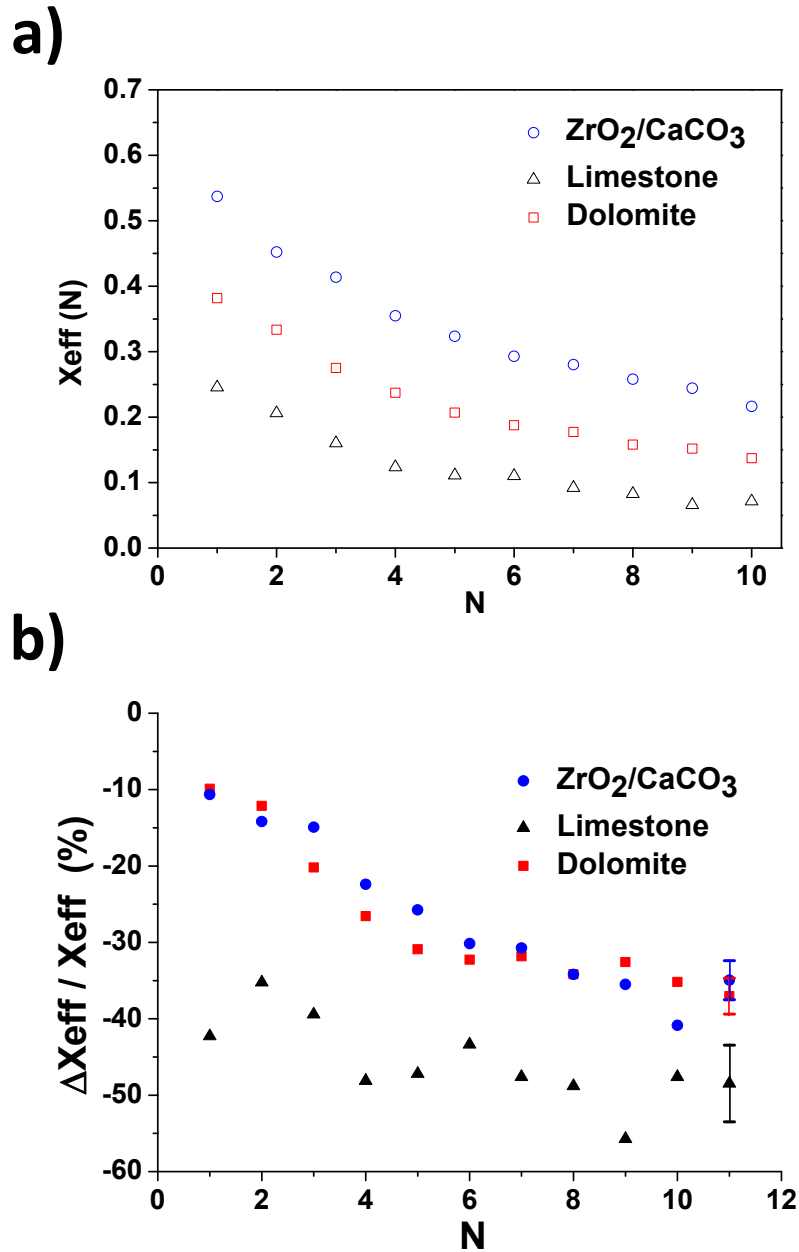 a)
0.7
0.6
0.5
0.4
0.3
0.2
0.1
0.0
Xeff (N)
ZrO2/CaCO3
Limestone
Dolomite
0 2 4 6 8 10
N
b)
0
-10
-20
-30
-40
-50
-60
ΔXeff / Xeff (%)
ZrO2/CaCO3
Limestone
Dolomite
0 2 4 6 8 10 12
N